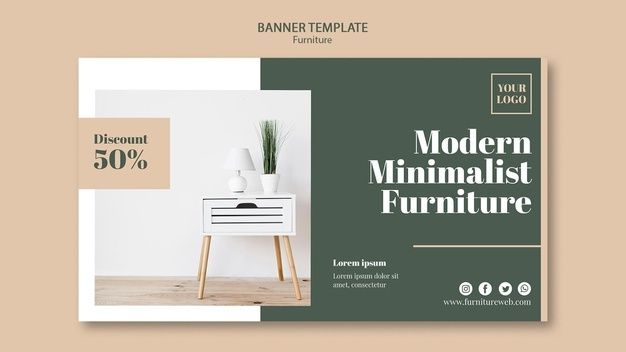 BANNER TEMPLATE
Furniture
YOUR
LOGO
Discount
50%
Modern
Minimalist
Furniture
Lorem ipsum
Lorem ipsum dolor sit
amet, consectetur
www.furnitureweb.com